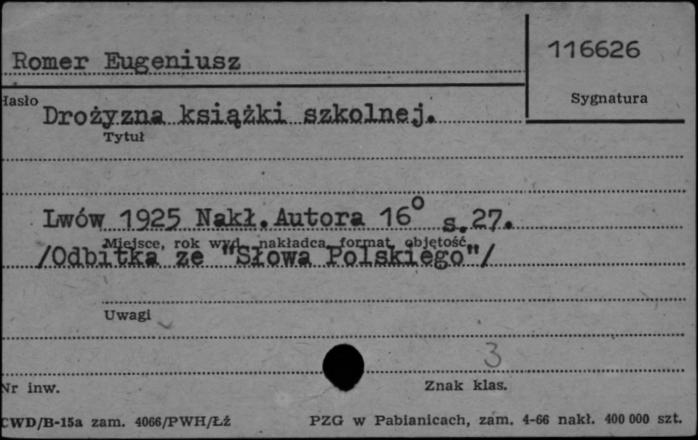 Romer Eugeniusz
116626
Hasło
Sygnatura
Drożyzna książki szkolnej.
Tytuł
Lwów 1925 Nakł. Autora 16° s.27.
Miejsce, rok wyd., nakładca, format, objętość
/Odbitka ze "Słowa Polskiego"/
Uwagi
3
Nr inw.
Znak klas.
CWD/B-15a zam. 4066/PWH/Łż
PZG w Pabianicach, zam. 4-66 nakł. 400 000 szt.